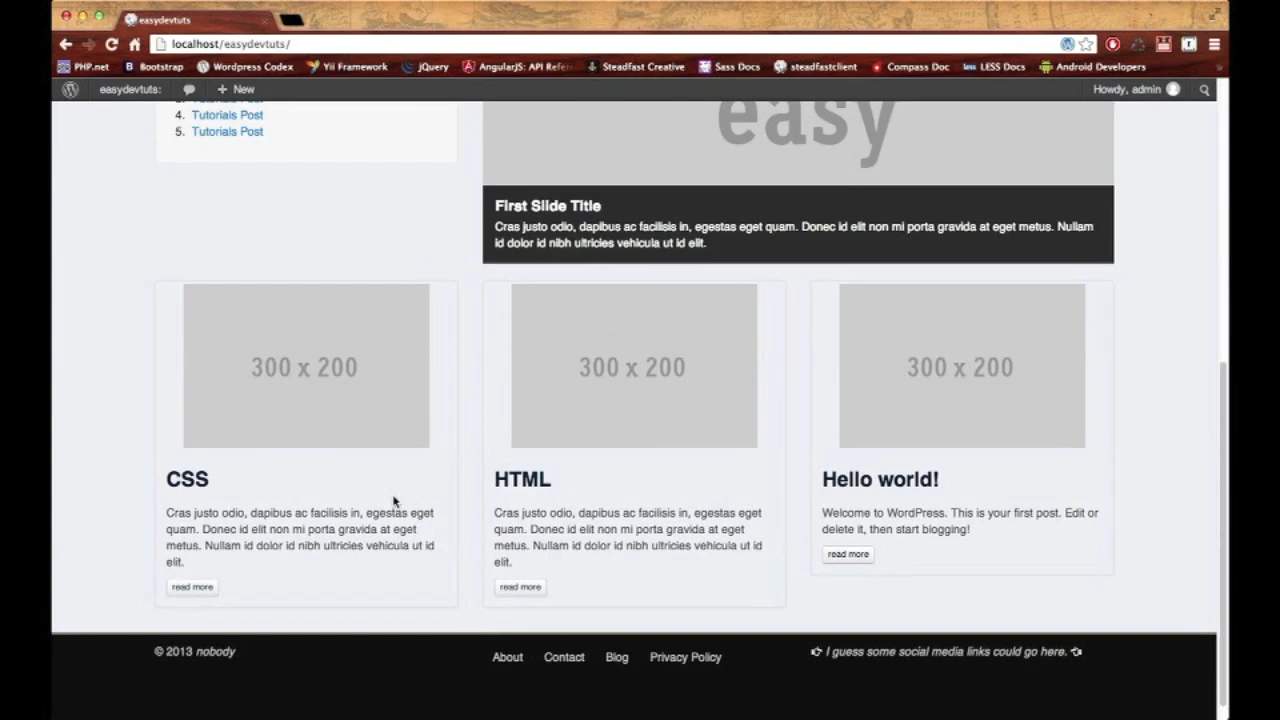 easydevtuts
localhost/easydevtuts/
PHP.net Bootstrap Wordpress Codex Yii Framework jQuery AngularJS: API Refer Steadfast Creative Sass Docs steadfastclient Compass Doc LESS Docs Android Developers
easydevtuts: + New Howdy, admin
4. Tutorials Post
5. Tutorials Post
easy
First Slide Title
Cras justo odio, dapibus ac facilisis in, egestas eget quam. Donec id elit non mi porta gravida at eget metus. Nullam
id dolor id nibh ultricies vehicula ut id elit.
300 x 200
CSS
Cras justo odio, dapibus ac facilisis in, egestas eget
quam. Donec id elit non mi porta gravida at eget
metus. Nullam id dolor id nibh ultricies vehicula ut id
elit.
read more
300 x 200
HTML
Cras justo odio, dapibus ac facilisis in, egestas eget
quam. Donec id elit non mi porta gravida at eget
metus. Nullam id dolor id nibh ultricies vehicula ut id
elit.
read more
300 x 200
Hello world!
Welcome to WordPress. This is your first post. Edit or
delete it, then start blogging!
read more
© 2013 nobody
About Contact Blog Privacy Policy
I guess some social media links could go here.